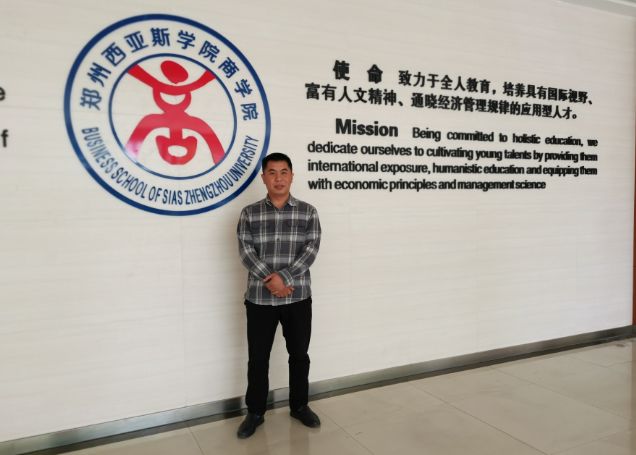 e
f
郑州西亚斯学院商学院
BUSINESS SCHOOL OF SIAS ZHENGZHOU UNIVERSITY
使 命 致力于全人教育，培养具有国际视野、
富有人文精神、通晓经济管理规律的应用型人才。
Mission Being committed to holistic education, we
dedicate ourselves to cultivating young talents by providing them
international exposure, humanistic education and equipping them
with economic principles and management science